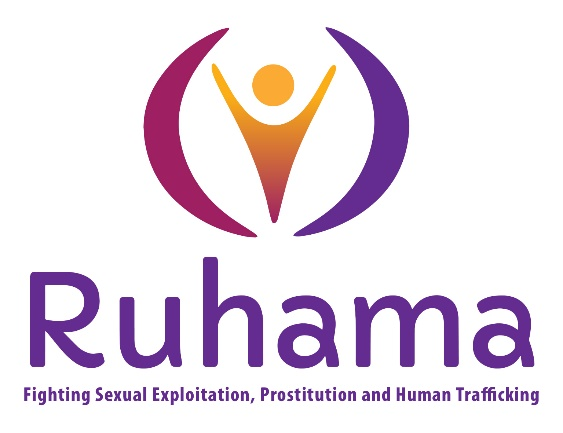 Ruhama
Fighting Sexual Exploitation, Prostitution and Human Trafficking